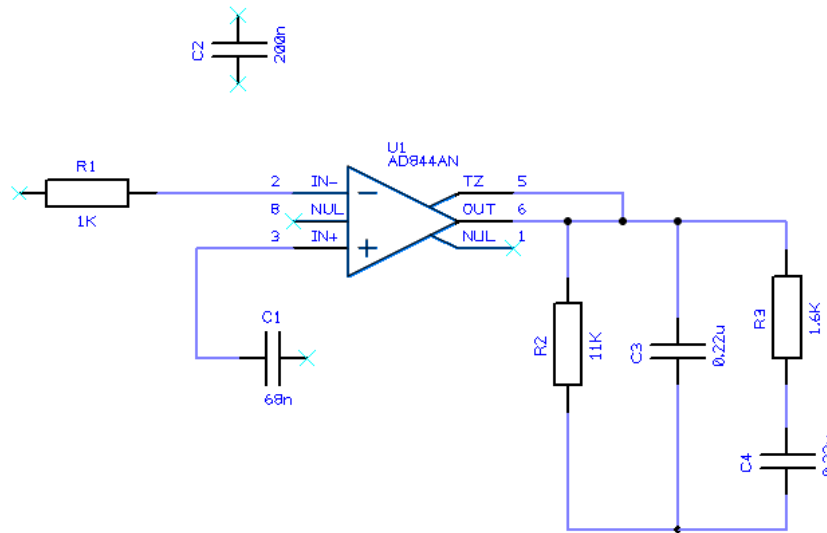 C2
200n
R1
1K
U1
AD844AN
2 IN-
8 NUL
3 IN+
TZ 5
OUT 6
NUL 1
C1
68n
R2
11K
C3
0.22u
R3
1.6K
C4